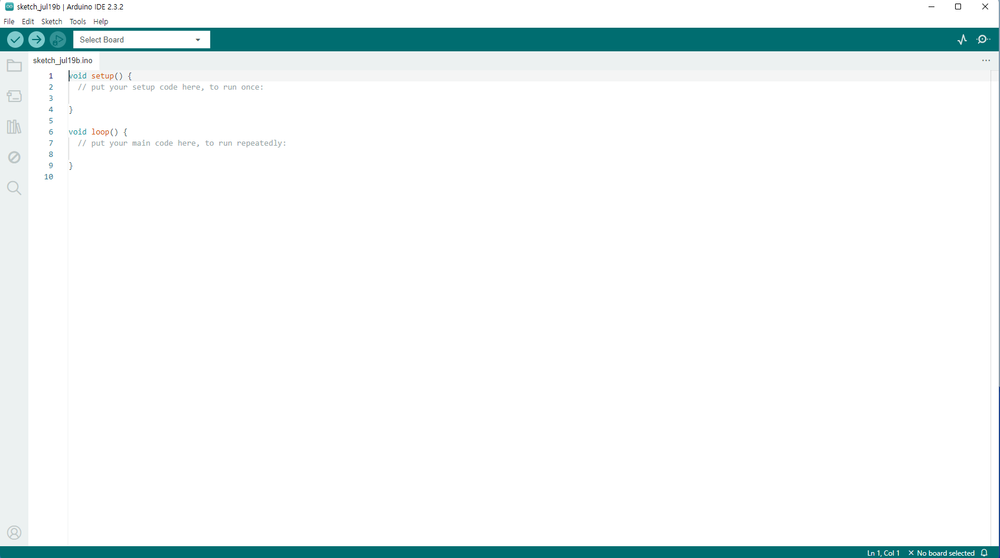 sketch_jul19b | Arduino IDE 2.3.2
File Edit Sketch Tools Help
Select Board
sketch_jul19b.ino
1 void setup() {
2   // put your setup code here, to run once:
3
4 }
5
6 void loop() {
7   // put your main code here, to run repeatedly:
8
9 }
10
Ln 1, Col 1 × No board selected